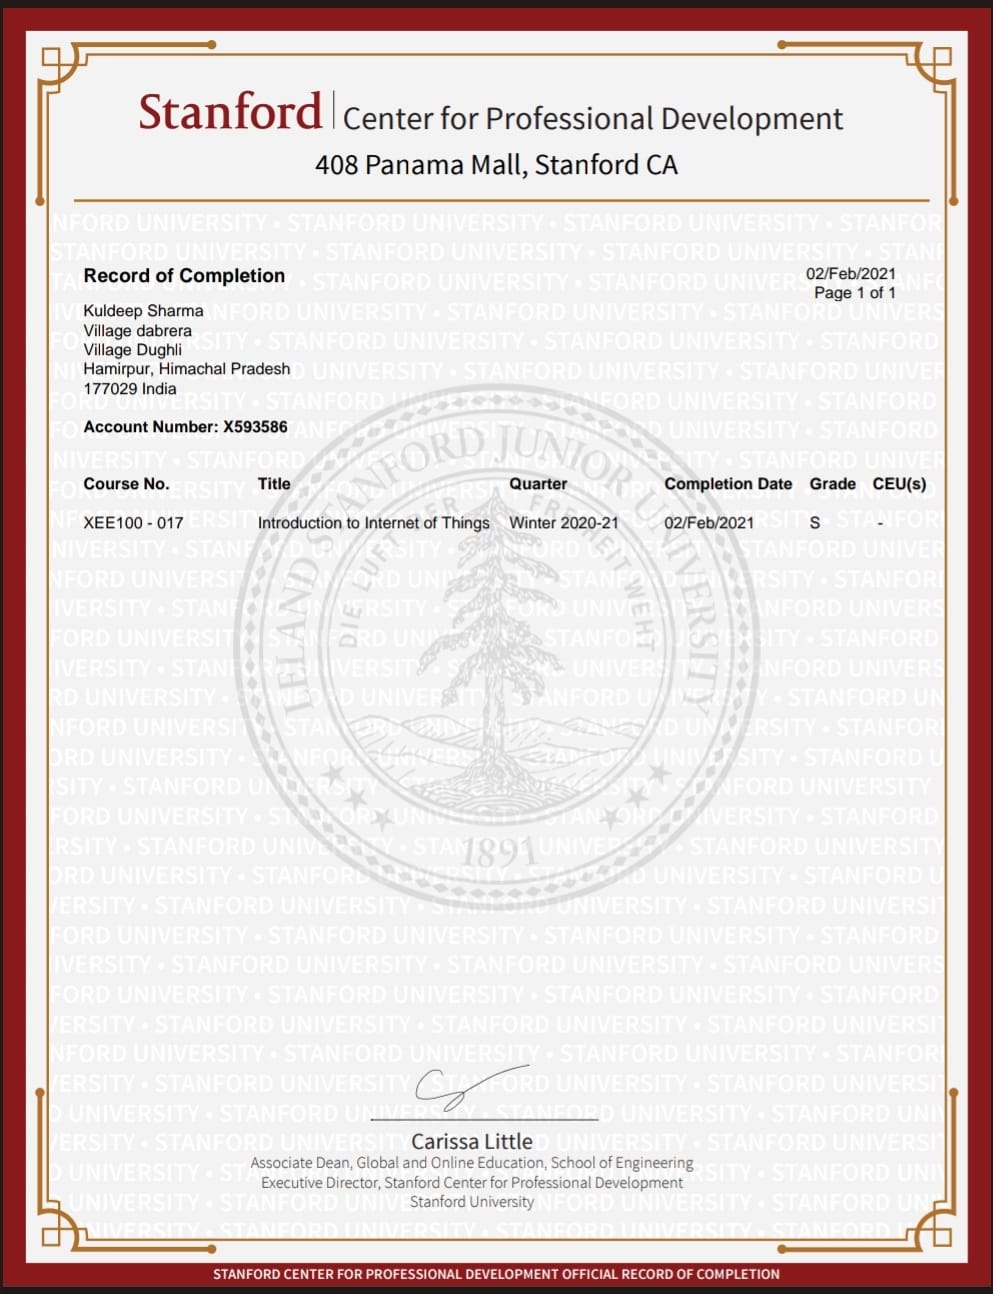 Stanford | Center for Professional Development
408 Panama Mall, Stanford CA
Record of Completion
02/Feb/2021
Page 1 of 1
Kuldeep Sharma
Village dabrera
Village Dughli
Hamirpur, Himachal Pradesh
177029 India
Account Number: X593586
Course No. Title Quarter Completion Date Grade CEU(s)
XEE100 - 017 Introduction to Internet of Things Winter 2020-21 02/Feb/2021 S -
LELAND STANFORD JUNIOR UNIVERSITY
DIE LUFT DER FREIHEIT WEHT
1891
Carissa Little
Associate Dean, Global and Online Education, School of Engineering
Executive Director, Stanford Center for Professional Development
Stanford University
STANFORD CENTER FOR PROFESSIONAL DEVELOPMENT OFFICIAL RECORD OF COMPLETION